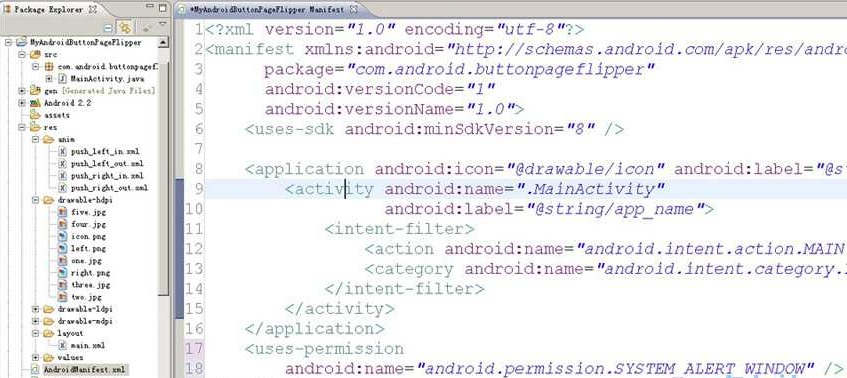 Package Explorer
MyAndroidButtonPageFlipper
src
com.android.buttonpageflipper
MainActivity.java
gen [Generated Java Files]
Android 2.2
assets
res
anim
push_left_in.xml
push_left_out.xml
push_right_in.xml
push_right_out.xml
drawable-hdpi
five.jpg
four.jpg
icon.png
left.png
one.jpg
right.png
three.jpg
two.jpg
drawable-ldpi
drawable-mdpi
layout
main.xml
values
AndroidManifest.xml
*MyAndroidButtonPageFlipper Manifest
1 <?xml version="1.0" encoding="utf-8"?>
2 <manifest xmlns:android="http://schemas.android.com/apk/res/andro
3 package="com.android.buttonpageflipper"
4 android:versionCode="1"
5 android:versionName="1.0">
6 <uses-sdk android:minSdkVersion="8" />
7
8 <application android:icon="@drawable/icon" android:label="@st
9 <activity android:name=".MainActivity"
10 android:label="@string/app_name">
11 <intent-filter>
12 <action android:name="android.intent.action.MAIN
13 <category android:name="android.intent.category.
14 </intent-filter>
15 </activity>
16 </application>
17 <uses-permission
18 android:name="android.permission.SYSTEM_ALERT_WINDOW" />